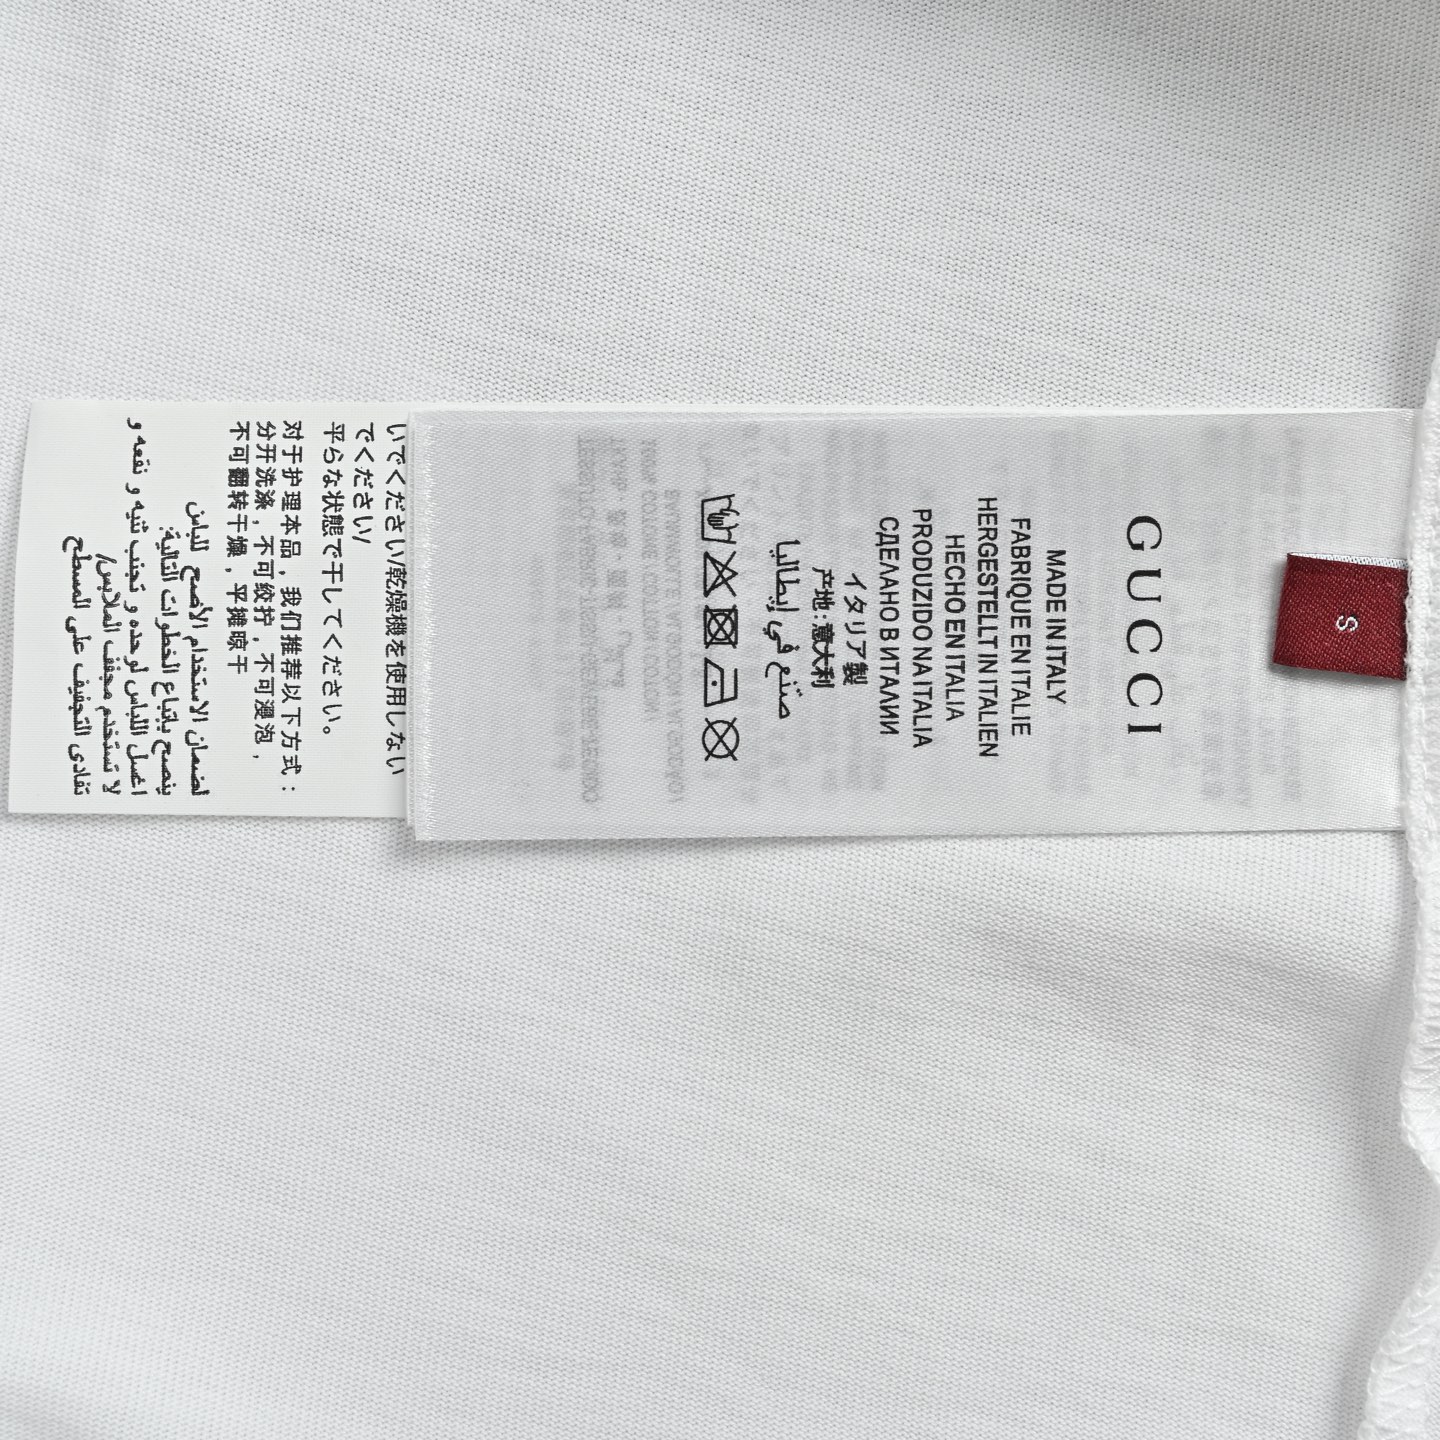 S
GUCCI
MADE IN ITALY
FABRIQUE EN ITALIE
HERGESTELLT IN ITALIEN
HECHO EN ITALIA
PRODUZIDO NA ITALIA
СДЕЛАНО В ИТАЛИИ
イタリア製
产地:意大利
صنع في إيطاليا
いでください/乾燥機を使用しない
でください/
平らな状態で干してください。
对于护理本品，我们推荐以下方式:
分开洗涤，不可绞拧，不可浸泡，
不可翻转干燥，平摊晾干
لضمان الاستخدام الأصح للباس
ينصح بإتباع الخطوات التالية:
اغسل اللباس لوحده و تجنب ثنيه و نقعه و
لا تستخدم مجفف الملابس/
تفادى التجفيف على المسطح